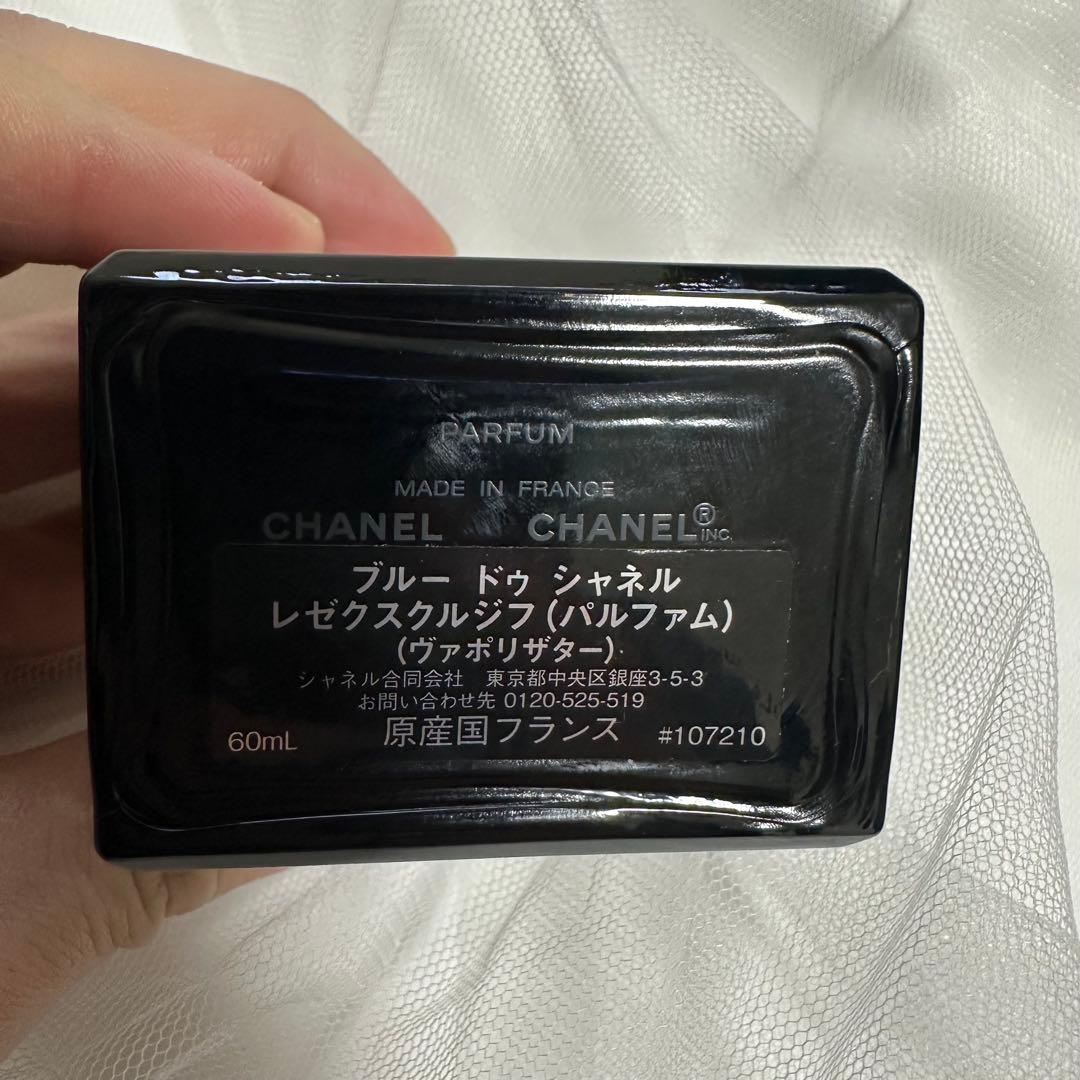 PARFUM
MADE IN FRANCE
CHANEL CHANEL® INC.
ブルー ドゥ シャネル
レゼクスクルジフ(パルファム)
(ヴァポリザター)
シャネル合同会社 東京都中央区銀座3-5-3
お問い合わせ先 0120-525-519
60mL 原産国フランス #107210